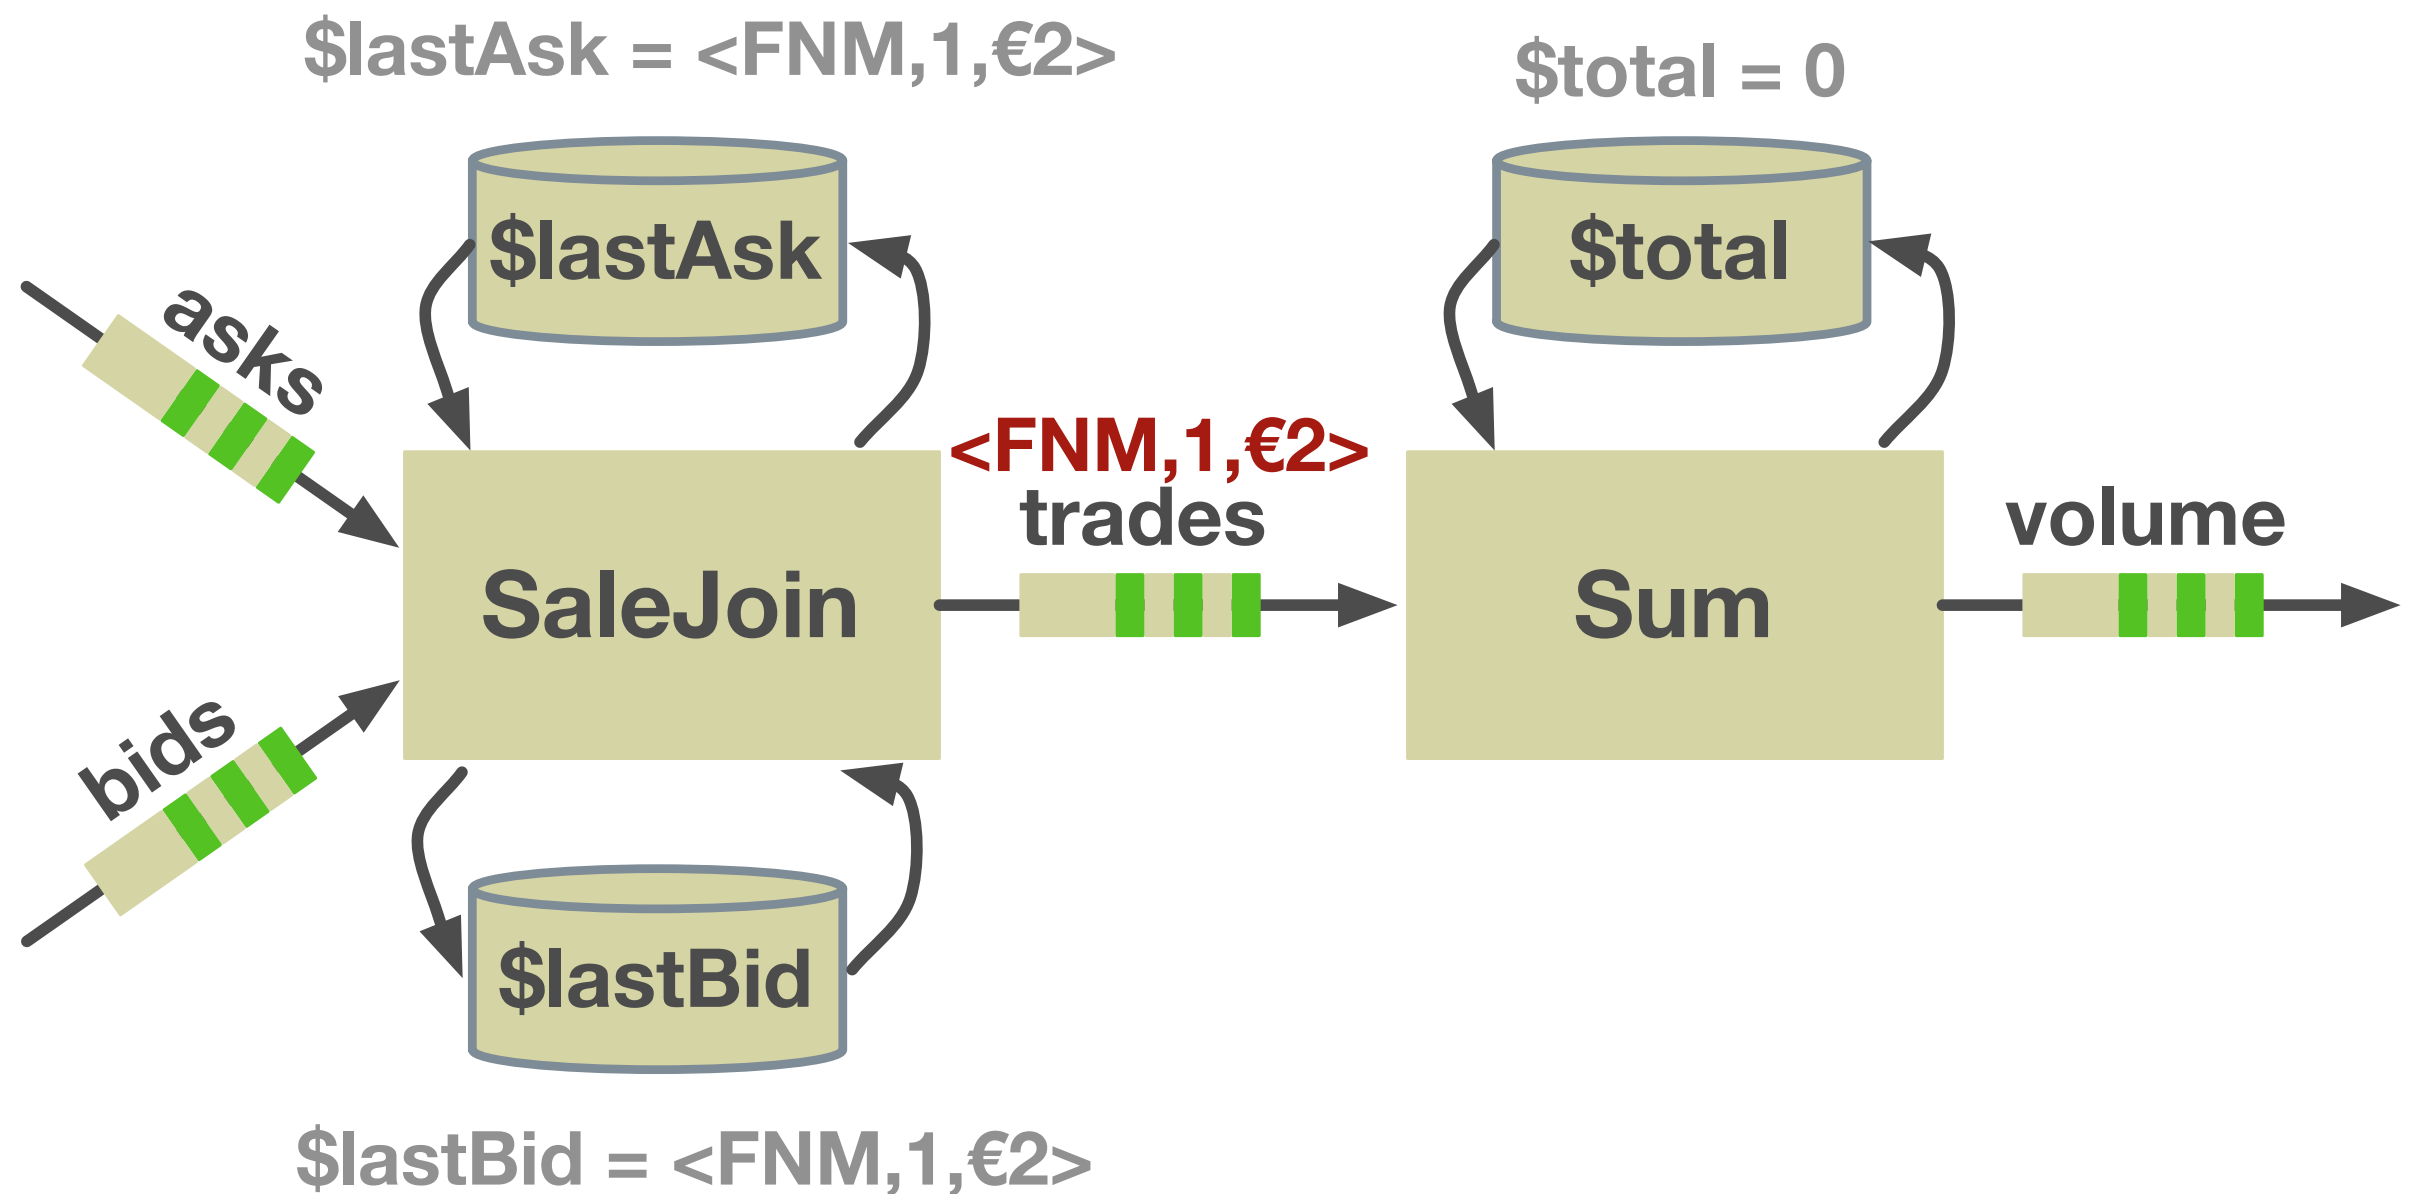 $lastAsk = <FNM,1,€2>
$total = 0
$lastAsk
$total
asks
<FNM,1,€2>
trades
volume
SaleJoin
Sum
bids
$lastBid
$lastBid = <FNM,1,€2>